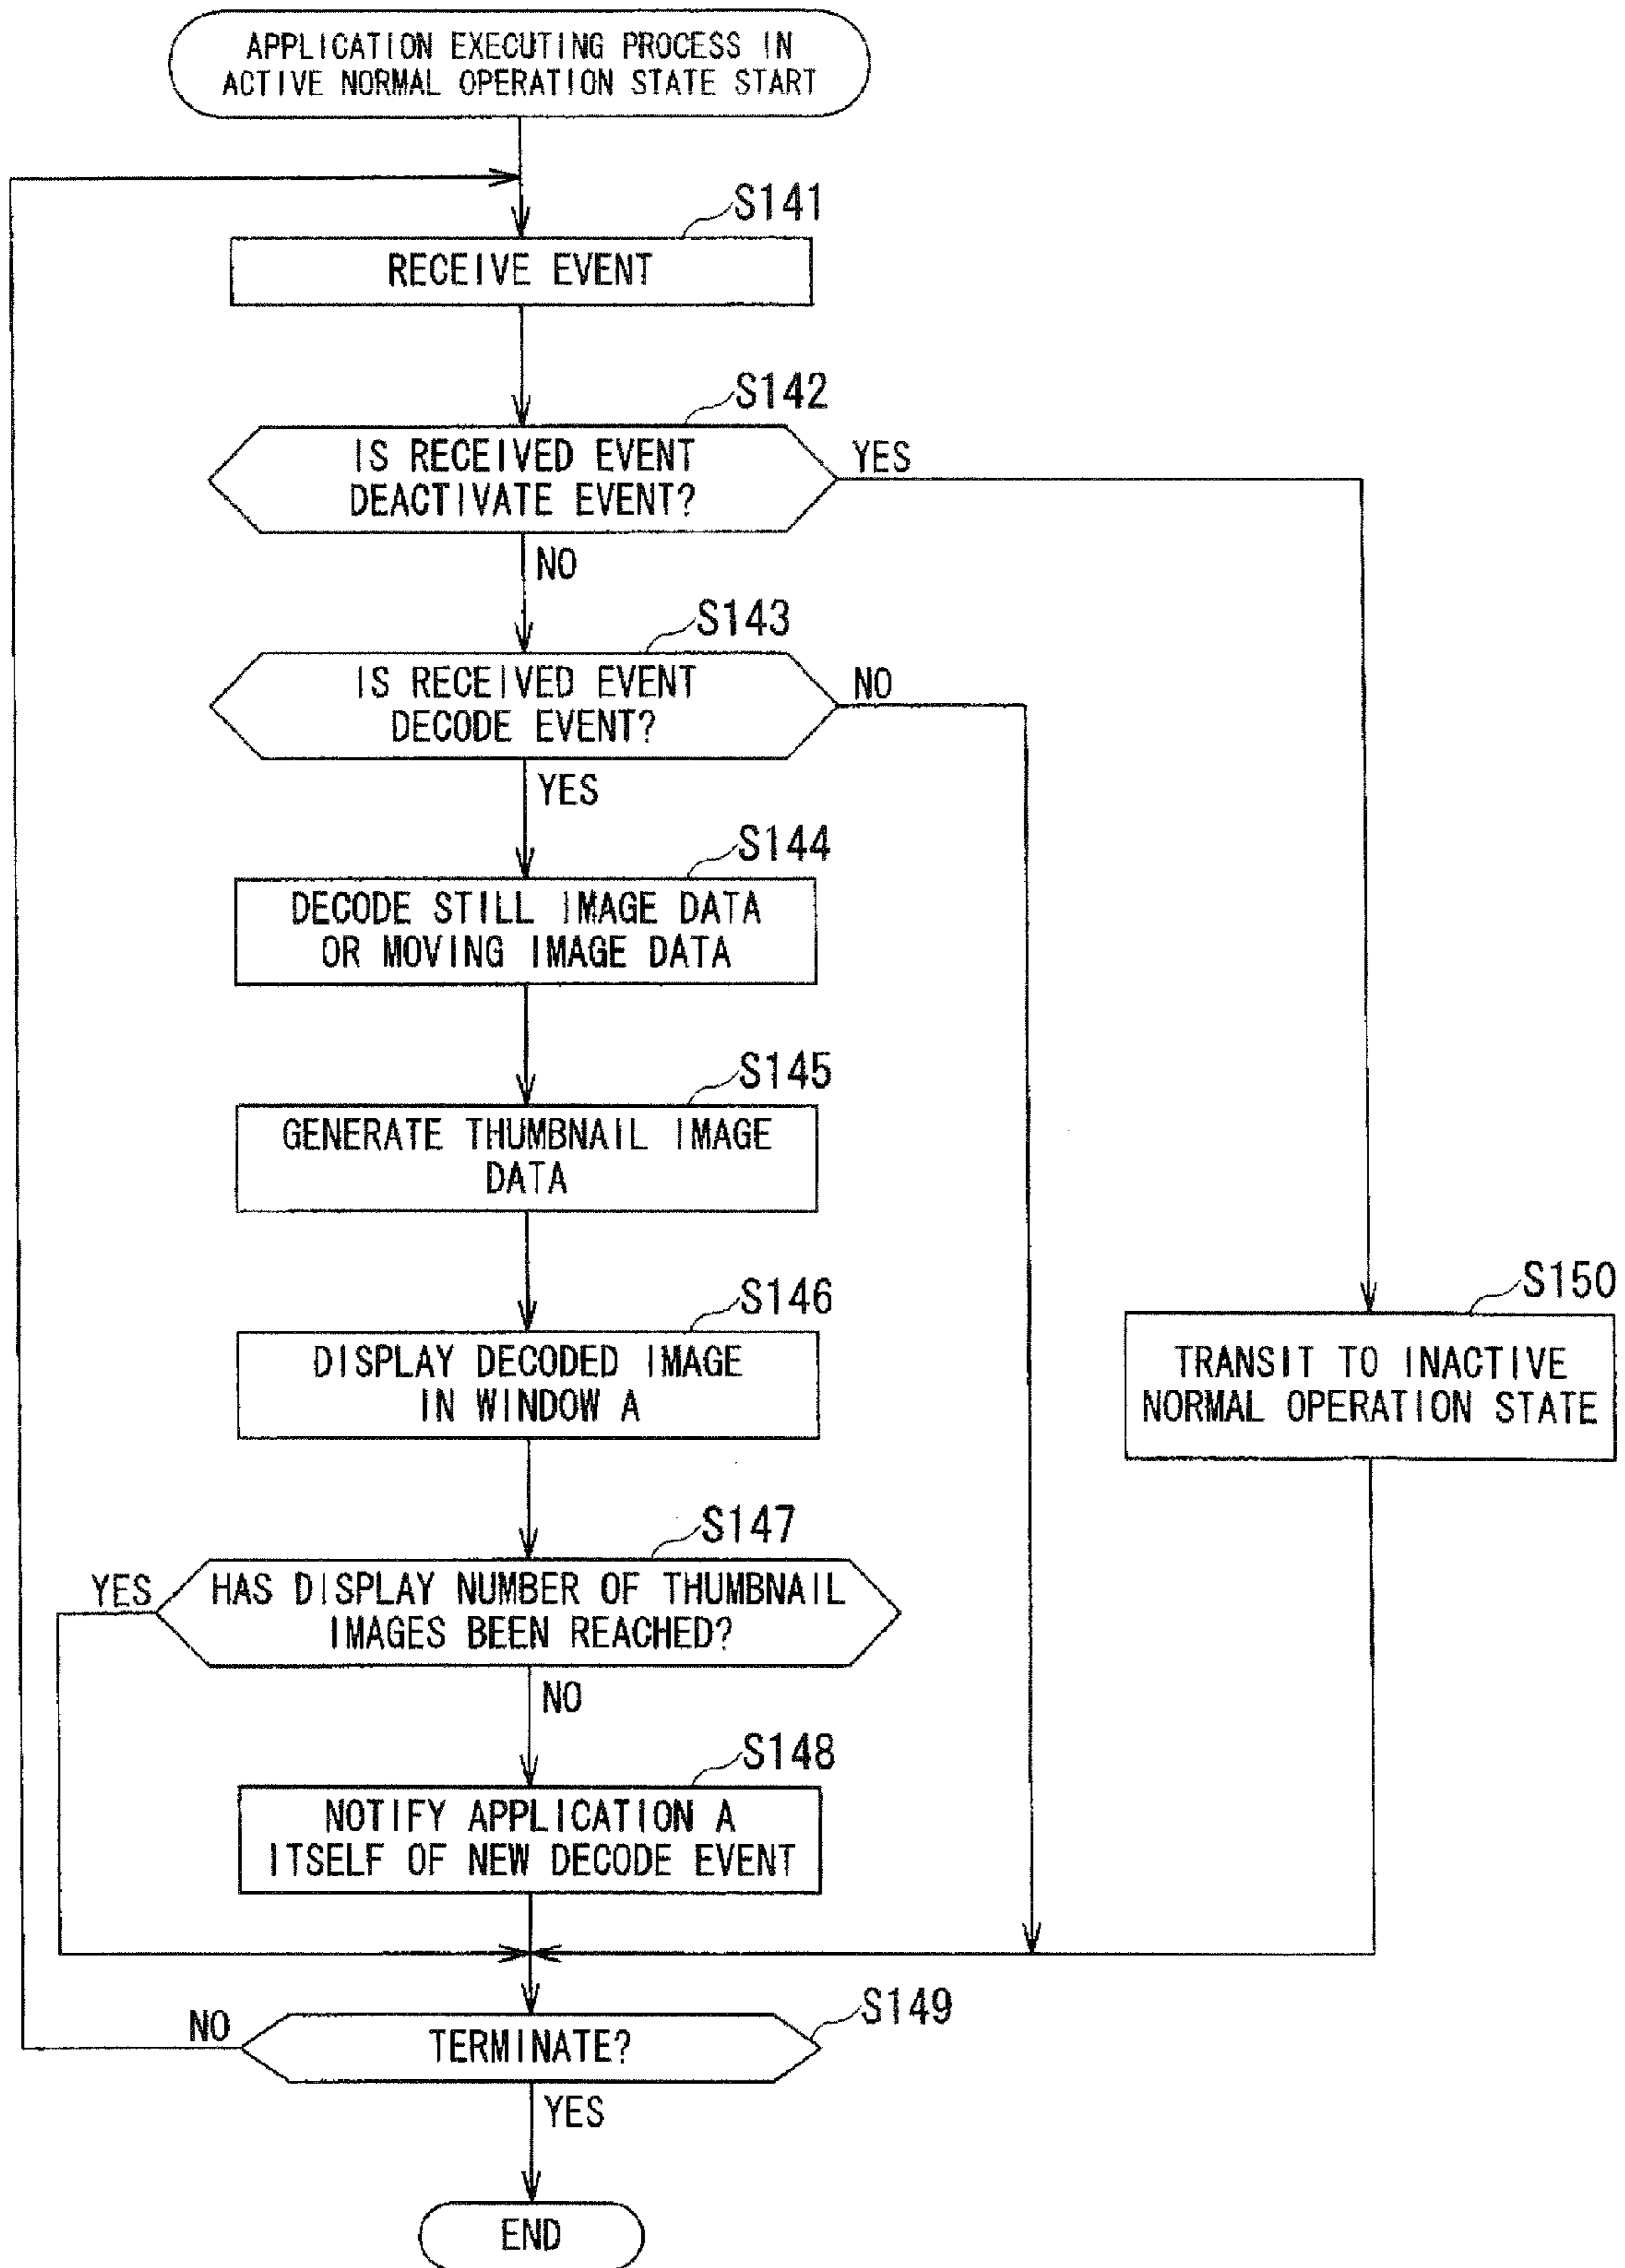 APPLICATION EXECUTING PROCESS IN
ACTIVE NORMAL OPERATION STATE START
S141
RECEIVE EVENT
S142
IS RECEIVED EVENT
DEACTIVATE EVENT?
YES
NO
S143
IS RECEIVED EVENT
DECODE EVENT?
NO
YES
S144
DECODE STILL IMAGE DATA
OR MOVING IMAGE DATA
S145
GENERATE THUMBNAIL IMAGE
DATA
S146
DISPLAY DECODED IMAGE
IN WINDOW A
S150
TRANSIT TO INACTIVE
NORMAL OPERATION STATE
S147
HAS DISPLAY NUMBER OF THUMBNAIL
IMAGES BEEN REACHED?
YES
NO
S148
NOTIFY APPLICATION A
ITSELF OF NEW DECODE EVENT
S149
TERMINATE?
NO
YES
END